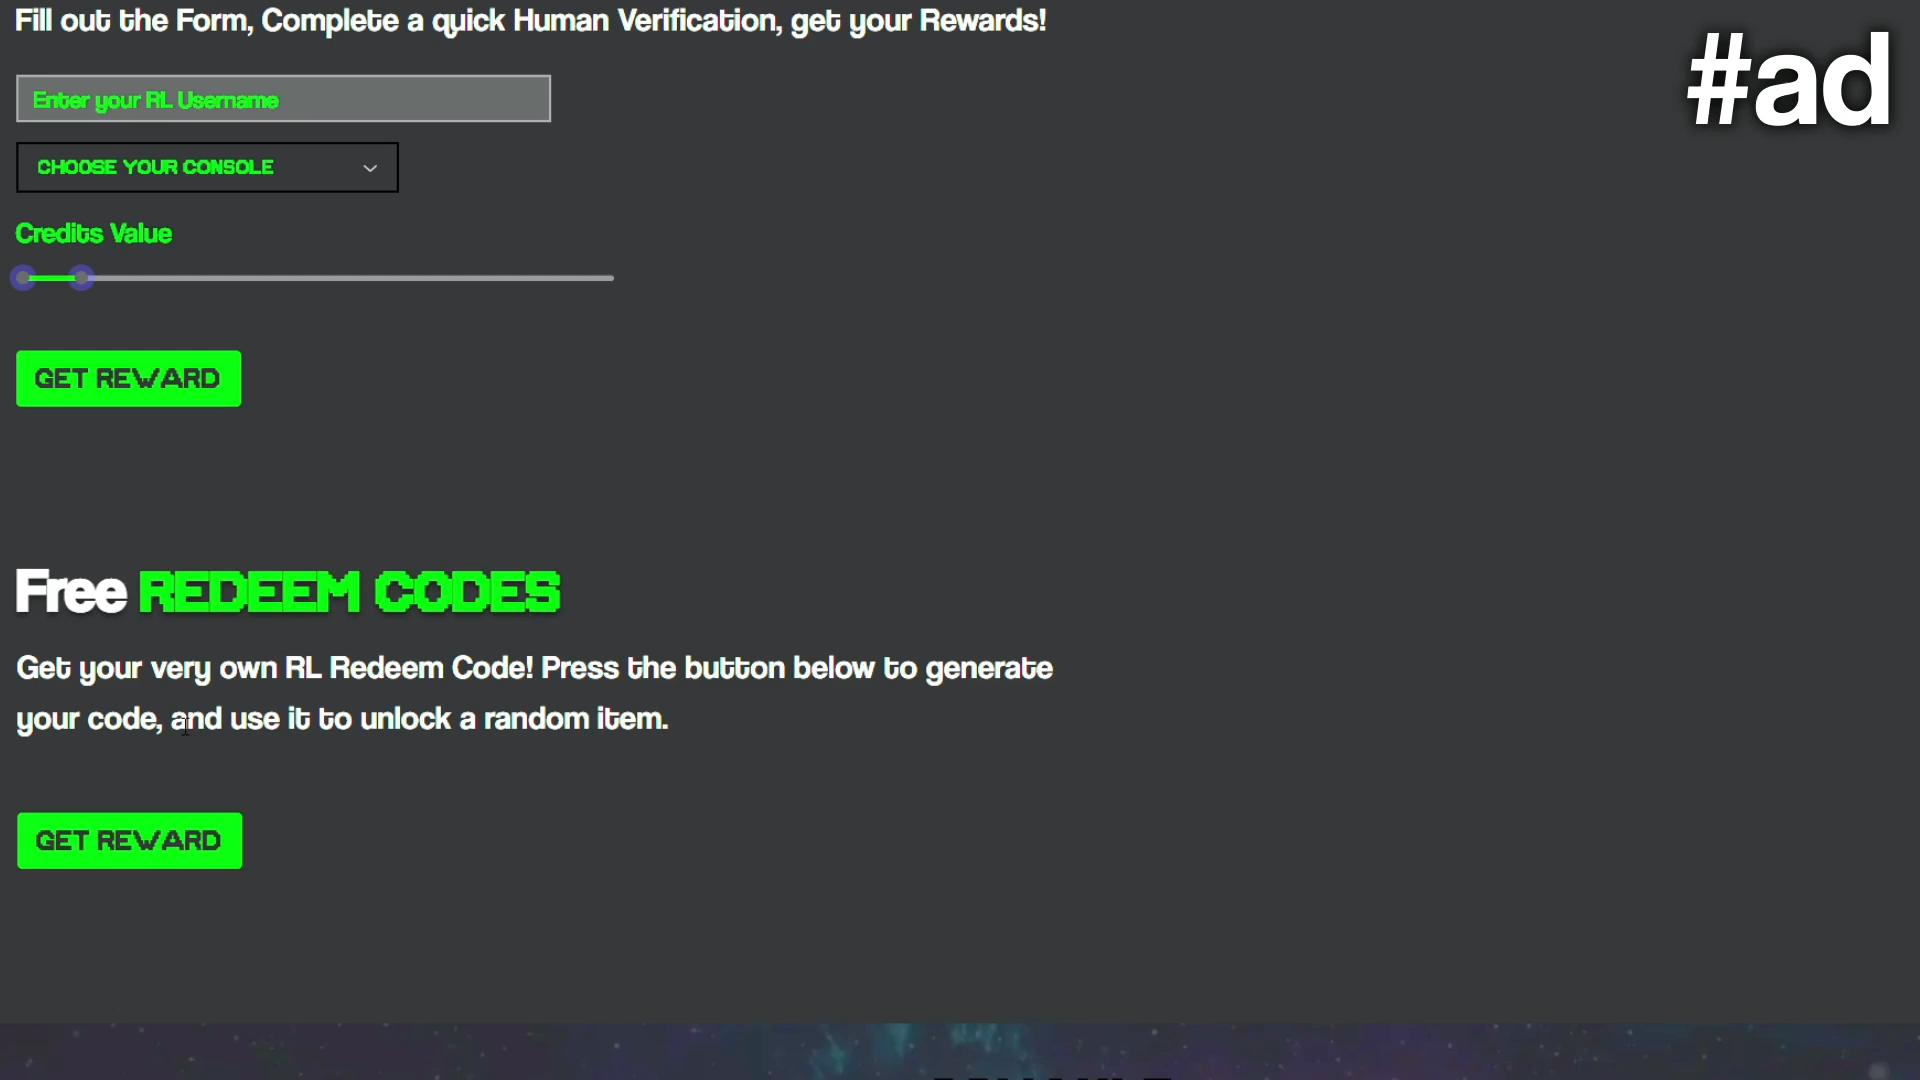 Fill out the Form, Complete a quick Human Verification, get your Rewards!
#ad
Enter your RL Username
CHOOSE YOUR CONSOLE
Credits Value
GET REWARD
Free REDEEM CODES
Get your very own RL Redeem Code! Press the button below to generate
your code, and use it to unlock a random item.
GET REWARD